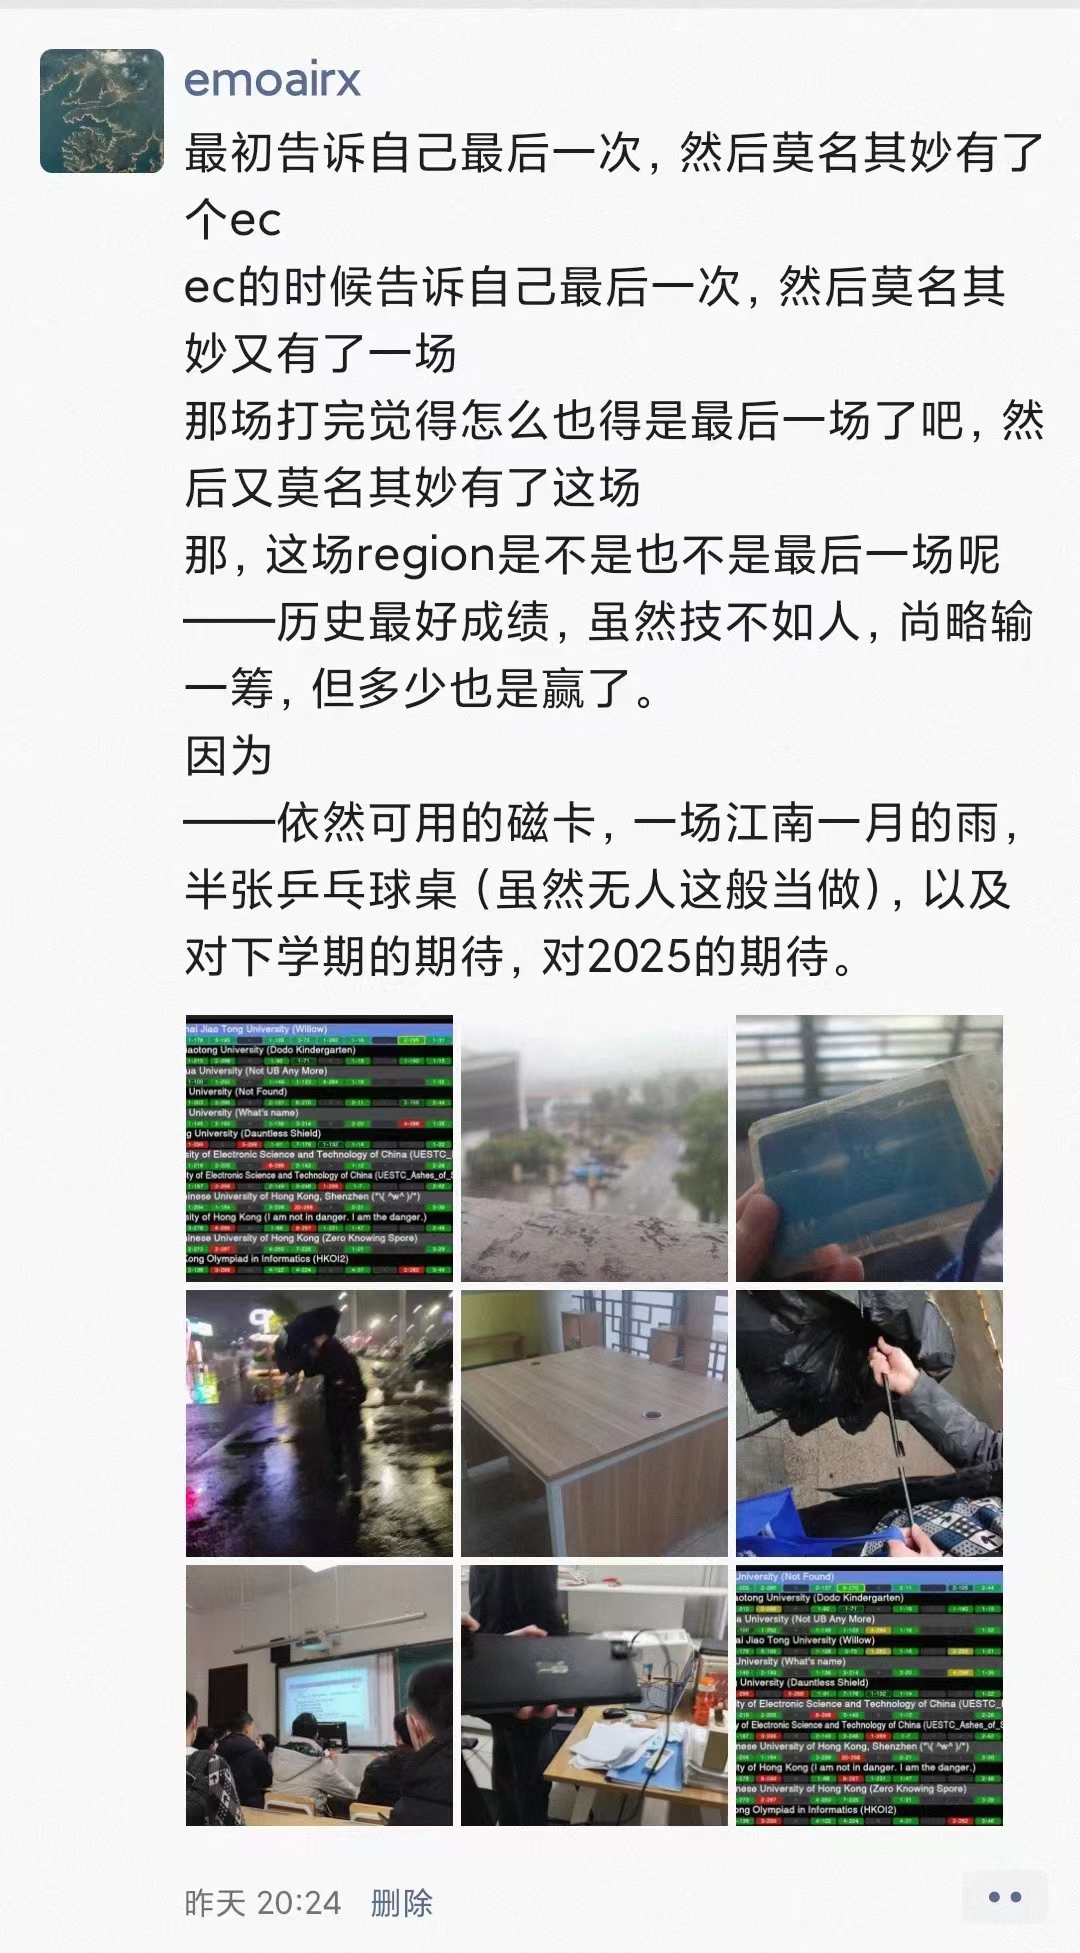 emoairx
最初告诉自己最后一次，然后莫名其妙有了
个ec
ec的时候告诉自己最后一次，然后莫名其
妙又有了一场
那场打完觉得怎么也得是最后一场了吧，然
后又莫名其妙有了这场
那，这场region是不是也不是最后一场呢
——历史最好成绩，虽然技不如人，尚略输
一筹，但多少也是赢了。
因为
——依然可用的磁卡，一场江南一月的雨，
半张乒乓球桌（虽然无人这般当做），以及
对下学期的期待，对2025的期待。
hai Jiao Tong University (Willow)
iaotong University (Dodo Kindergarten)
ua University (Not UB Any More)
University (Not Found)
University (What's name)
g University (Dauntless Shield)
sity of Electronic Science and Technology of China (UESTC_
ty of Electronic Science and Technology of China (UESTC_Ashes_of_
inese University of Hong Kong, Shenzhen ("\( ^w^ )/")
sity of Hong Kong (I am not in danger. I am the danger.)
inese University of Hong Kong (Zero Knowing Spore)
Kong Olympiad in Informatics (HKOI2)
University (Not Found)
aotong University (Dodo Kindergarten)
a University (Not UB Any More)
ai Jiao Tong University (Willow)
University (What's name)
University (Dauntless Shield)
ty of Electronic Science and Technology of China (UESTC_
y of Electronic Science and Technology of China (UESTC_Ashes_of_
nese University of Hong Kong, Shenzhen ("\( ^w^ )/")
ity of Hong Kong (I am not in danger. I am the danger.)
nese University of Hong Kong (Zero Knowing Spore)
ong Olympiad in Informatics (HKOI2)
昨天 20:24 删除